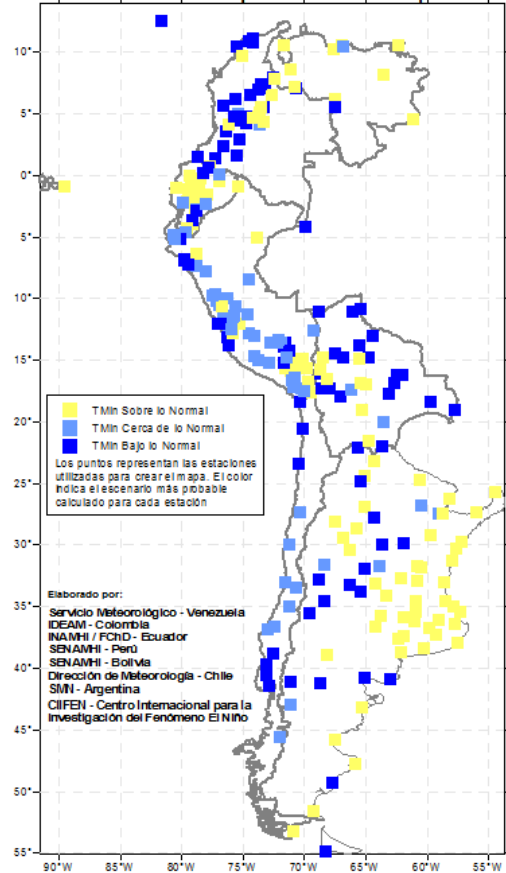 10°
5°
0°
5°
10°
15°
20°
25°
30°
35°
40°
45°
50°
55°
TMin Sobre lo Normal
TMin Cerca de lo Normal
TMin Bajo lo Normal
Los puntos representan las estaciones
utilizadas para crear el mapa. El color
indica el escenario más probable
calculado para cada estación
Elaborado por:
Servicio Meteorológico - Venezuela
IDEAM - Colombia
INAMHI / FChD - Ecuador
SENAMHI - Perú
SENAMHI - Bolivia
Dirección de Meteorología - Chile
SMN - Argentina
CIIFEN - Centro Internacional para la
Investigación del Fenómeno El Niño
90°W 85°W 80°W 75°W 70°W 65°W 60°W 55°W